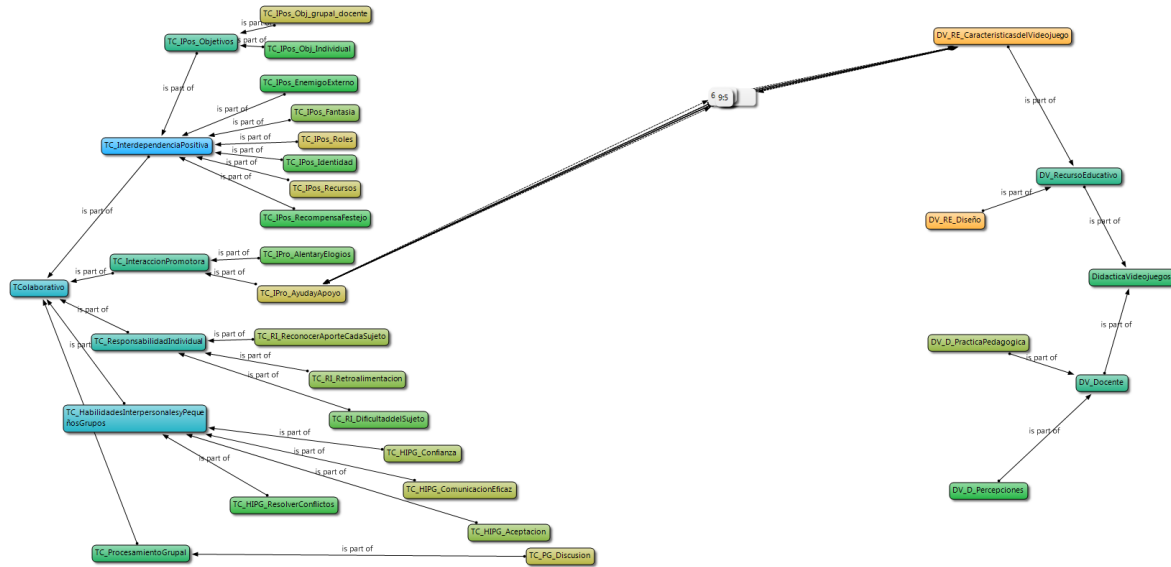 TC_IPos_Obj_grupal_docente
is part of
TC_IPos_Objetivos
is part of
TC_IPos_Obj_Individual
is part of
TC_IPos_EnemigoExterno
is part of
TC_IPos_Fantasia
is part of
TC_InterdependenciaPositiva
is part of
TC_IPos_Roles
is part of
TC_IPos_Identidad
is part of
TC_IPos_Recursos
is part of
TC_IPos_RecompensaFestejo
is part of
TC_InteraccionPromotora
is part of
TC_IPro_AlentaryElogios
is part of
TColaborativo
is part of
TC_IPro_AyudayApoyo
is part of
TC_ResponsabilidadIndividual
is part of
TC_RI_ReconocerAporteCadaSujeto
is part of
is part
TC_RI_Retroalimentacion
is part of
TC_RI_DificultaddelSujeto
TC_HabilidadesInterpersonalesyPeque
ñosGrupos
is part of
TC_HIPG_Confianza
is part of
TC_HIPG_ComunicacionEficaz
is part of
TC_HIPG_ResolverConflictos
is part of
TC_HIPG_Aceptacion
TC_ProcesamientoGrupal
is part of
TC_PG_Discusion
6
9:5
DV_RE_CaracteristicasdelVideojuego
is part of
DV_RecursoEducativo
is part of
DV_RE_Diseño
is part of
DidacticaVideojuegos
is part of
DV_D_PracticaPedagogica
is part of
DV_Docente
is part of
DV_D_Percepciones